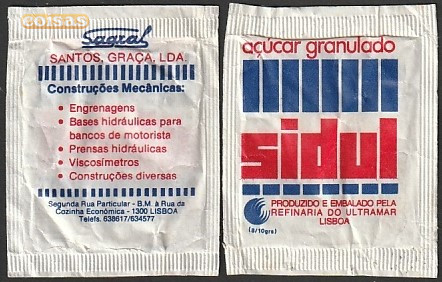 coisas
Sagral
SANTOS, GRAÇA, LDA.
Construções Mecânicas:
• Engrenagens
• Bases hidráulicas para
bancos de motorista
• Prensas hidráulicas
• Viscosímetros
• Construções diversas
Segunda Rua Particular - B.M. à Rua da
Cozinha Económica - 1300 LISBOA
Telefs. 638617/634577
açúcar granulado
sidul
PRODUZIDO E EMBALADO PELA
REFINARIA DO ULTRAMAR
LISBOA
(8/10grs)